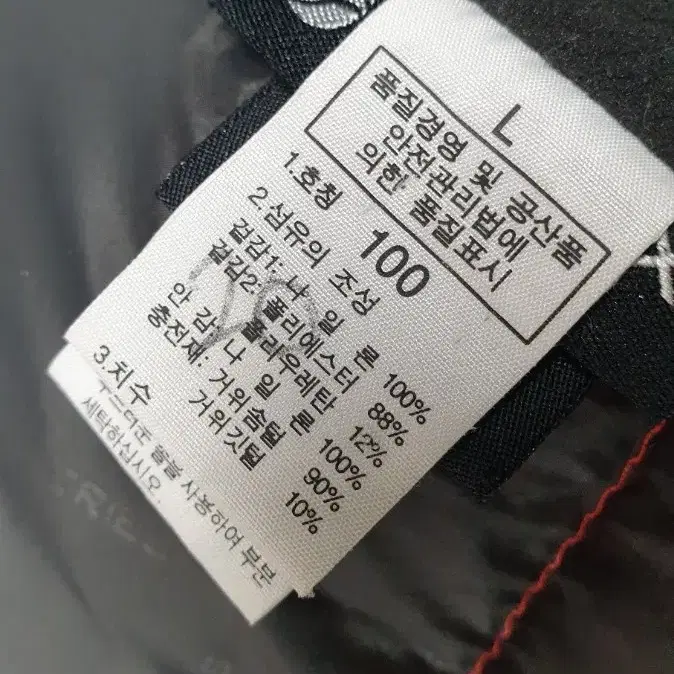 L
품질경영 및 공산품
안전관리법에
의한 품질표시
1.호칭 100
2.섬유의 조성
겉감1: 나 일 론 100%
겉감2: 폴리에스터 88%
폴리우레탄 12%
안 감: 나 일 론 100%
충전재: 거위솜털 90%
거위깃털 10%
3.치수
물을 사용하여 부분
세탁하십시오.